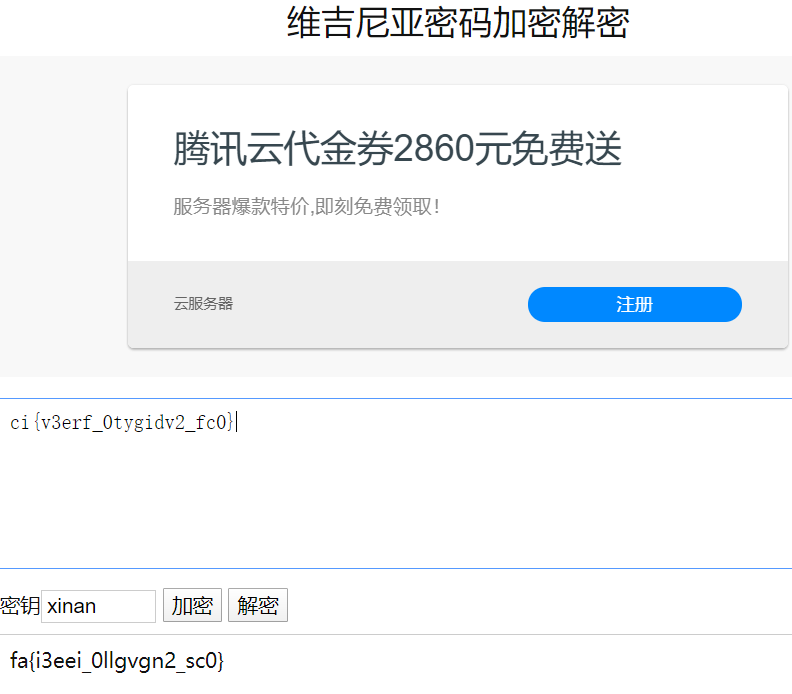 维吉尼亚密码加密解密
腾讯云代金券2860元免费送
服务器爆款特价,即刻免费领取!
云服务器 注册
ci{v3erf_0tygidv2_fc0}
密钥 xinan 加密 解密
fa{i3eei_0llgvgn2_sc0}